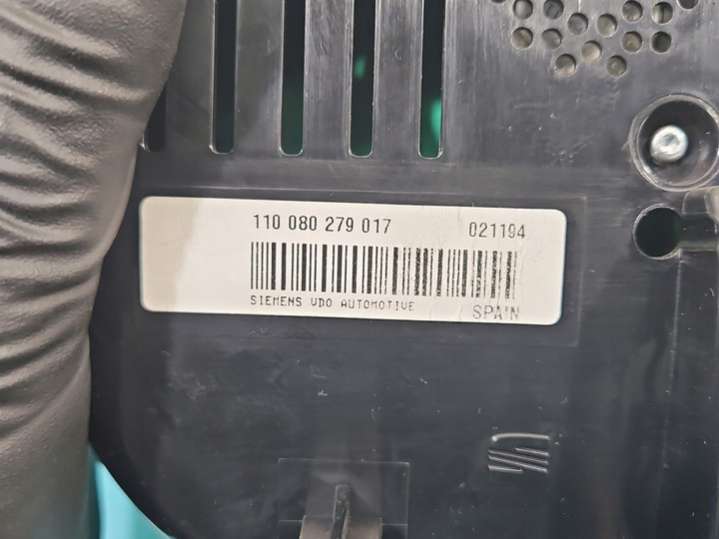 110 080 279 017 021194
SIEMENS VDO AUTOMOTIVE
SPAIN